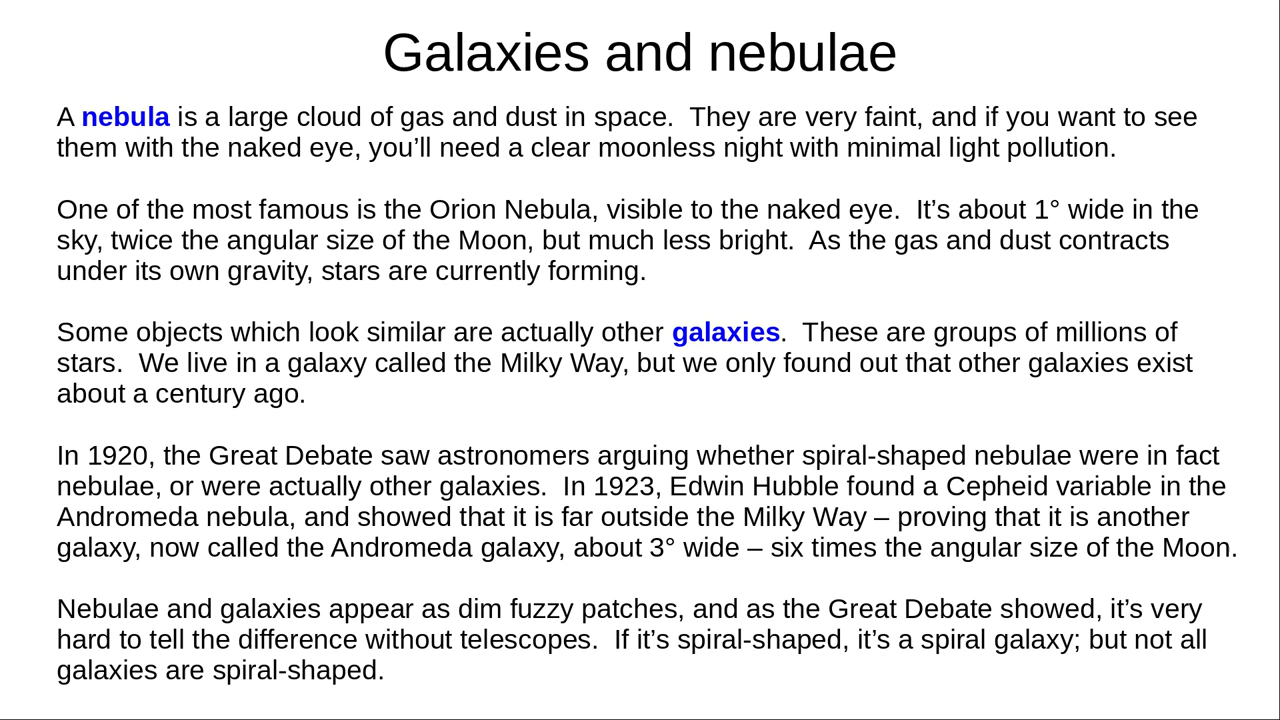 Galaxies and nebulae
A nebula is a large cloud of gas and dust in space.  They are very faint, and if you want to see
them with the naked eye, you’ll need a clear moonless night with minimal light pollution.
One of the most famous is the Orion Nebula, visible to the naked eye.  It’s about 1° wide in the
sky, twice the angular size of the Moon, but much less bright.  As the gas and dust contracts
under its own gravity, stars are currently forming.
Some objects which look similar are actually other galaxies.  These are groups of millions of
stars.  We live in a galaxy called the Milky Way, but we only found out that other galaxies exist
about a century ago.
In 1920, the Great Debate saw astronomers arguing whether spiral-shaped nebulae were in fact
nebulae, or were actually other galaxies.  In 1923, Edwin Hubble found a Cepheid variable in the
Andromeda nebula, and showed that it is far outside the Milky Way – proving that it is another
galaxy, now called the Andromeda galaxy, about 3° wide – six times the angular size of the Moon.
Nebulae and galaxies appear as dim fuzzy patches, and as the Great Debate showed, it’s very
hard to tell the difference without telescopes.  If it’s spiral-shaped, it’s a spiral galaxy; but not all
galaxies are spiral-shaped.